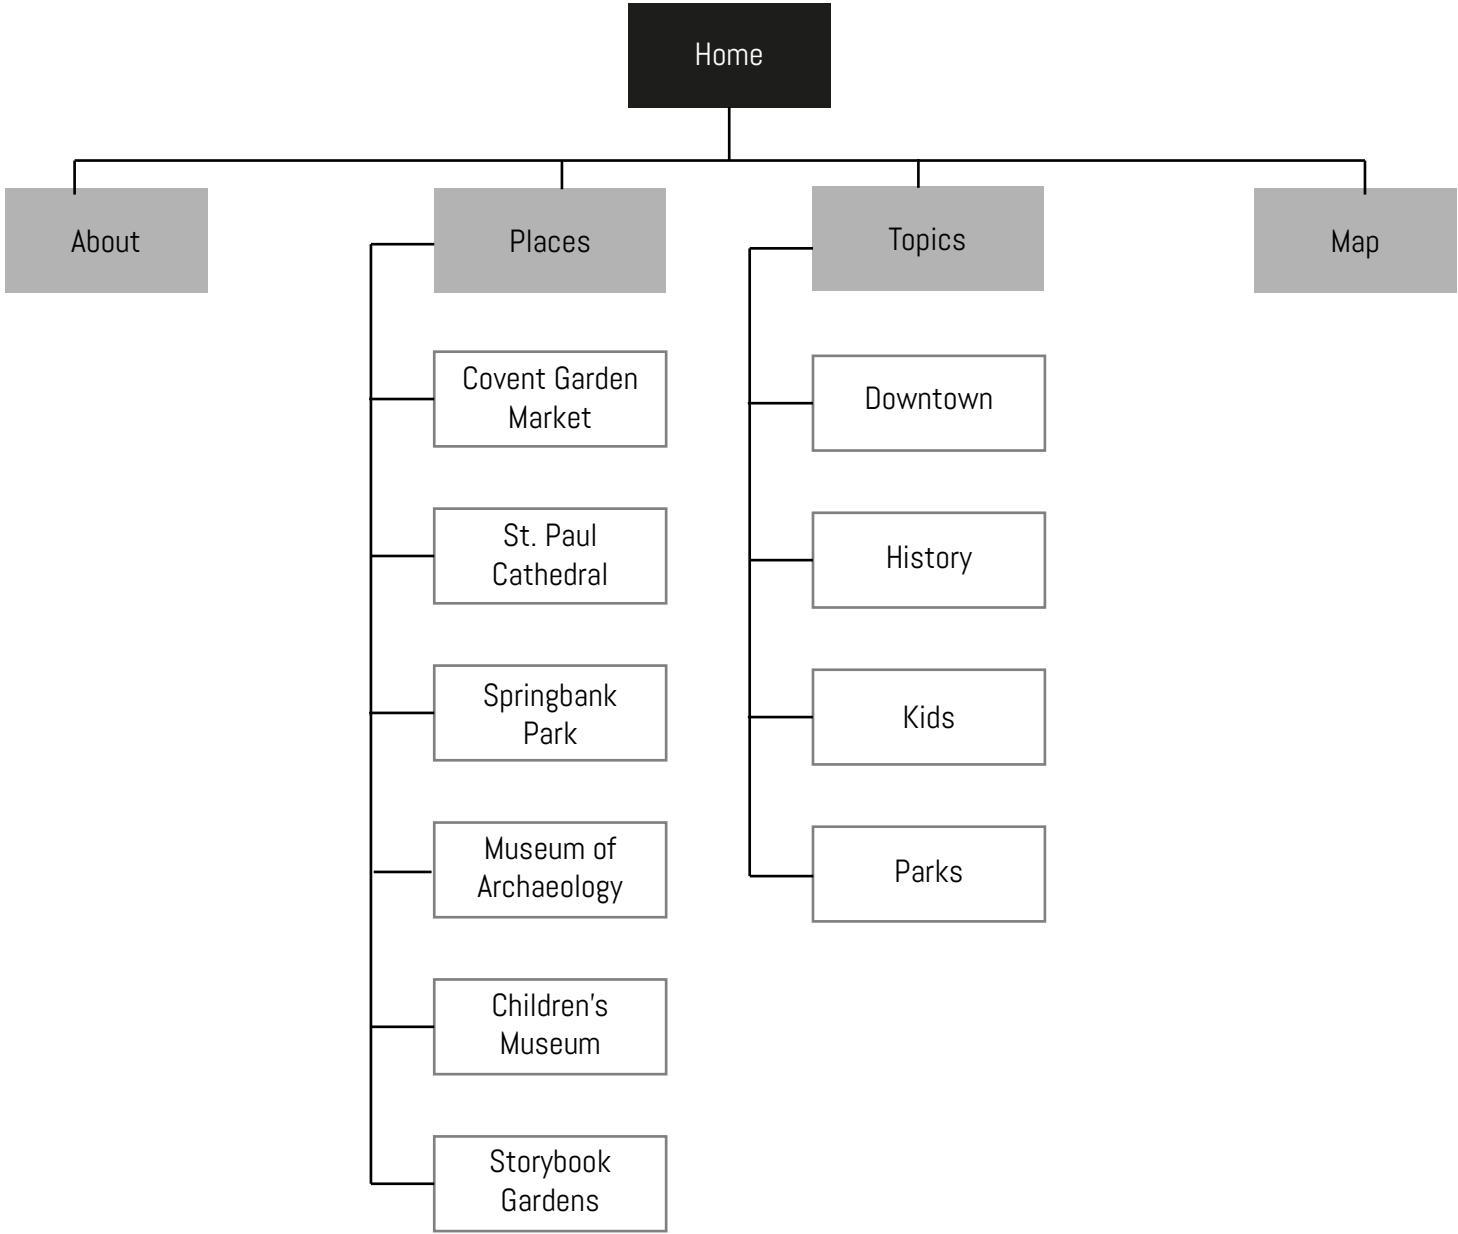 Home
About
Places
Topics
Map
Covent Garden
Market
St. Paul
Cathedral
Springbank
Park
Museum of
Archaeology
Children's
Museum
Storybook
Gardens
Downtown
History
Kids
Parks